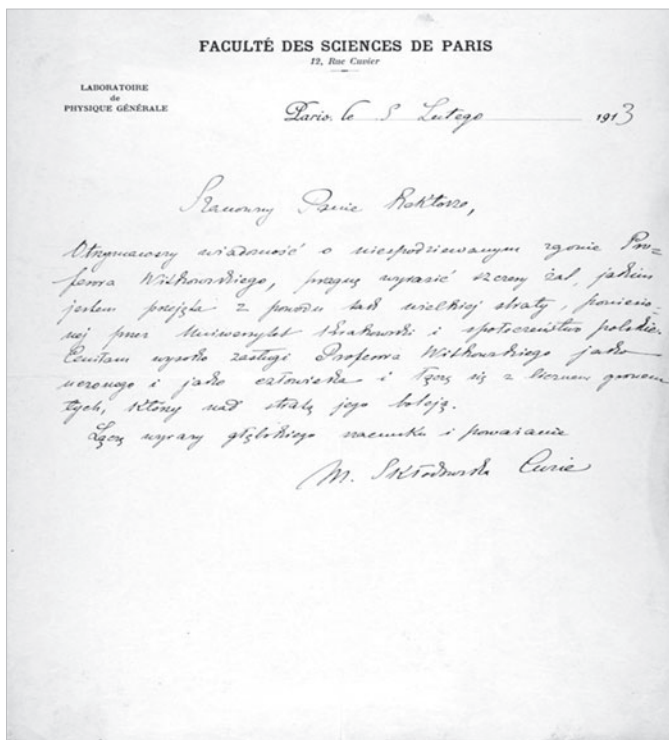 FACULTÉ DES SCIENCES DE PARIS
12, Rue Cuvier
LABORATOIRE
de
PHYSIQUE GÉNÉRALE
Paris, le 5 Lutego 1913
Szanowny Panie Rektorze,
Otrzymawszy wiadomość o niespodziewanym zgonie Pro-
fesora Witkowskiego, pragnę wyrazić szczery żal, jakim
jestem przejęta z powodu tak wielkiej straty, poniesio-
nej przez Uniwersytet Krakowski i społeczeństwo polskie.
Ceniłam wysoko zasługi Profesora Witkowskiego jako
uczonego i jako człowieka i łączę się z licznem gronem
tych, którzy nad stratą jego boleją.
Łączę wyrazy głębokiego szacunku i poważania
M. Skłodowska Curie